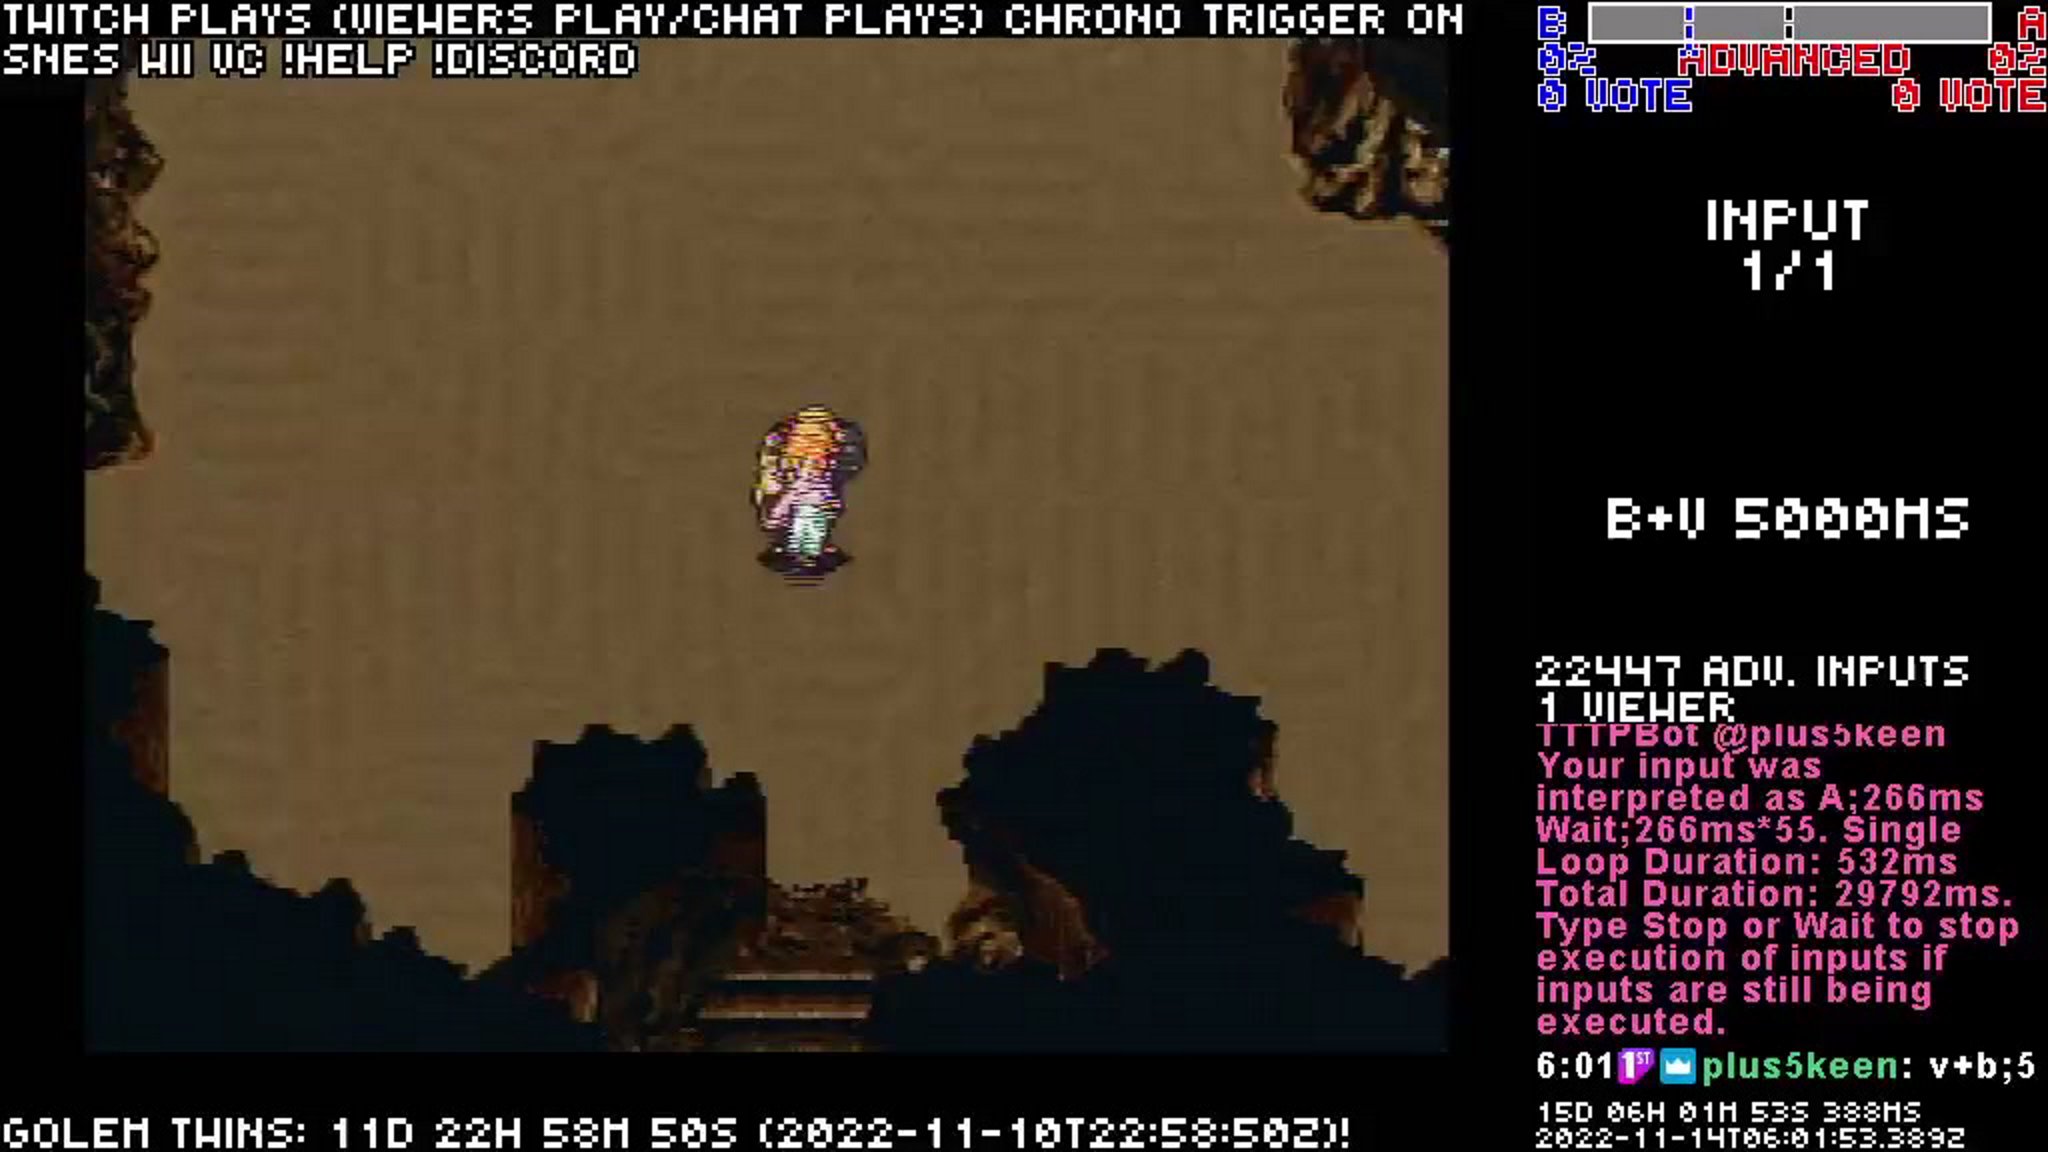 TWITCH PLAYS (VIEWERS PLAY/CHAT PLAYS) CHRONO TRIGGER ON
SNES WII VC !HELP !DISCORD
B A
0% ADVANCED 0%
0 VOTE 0 VOTE
INPUT
1/1
B+V 5000MS
22447 ADV. INPUTS
1 VIEWER
TTTPBot @plus5keen
Your input was
interpreted as A;266ms
Wait;266ms*55. Single
Loop Duration: 532ms
Total Duration: 29792ms.
Type Stop or Wait to stop
execution of inputs if
inputs are still being
executed.
6:01 1ST plus5keen: v+b;5
15D 06H 01M 53S 388MS
2022-11-14T06:01:53.389Z
GOLEM TWINS: 11D 22H 58M 50S (2022-11-10T22:58:50Z)!